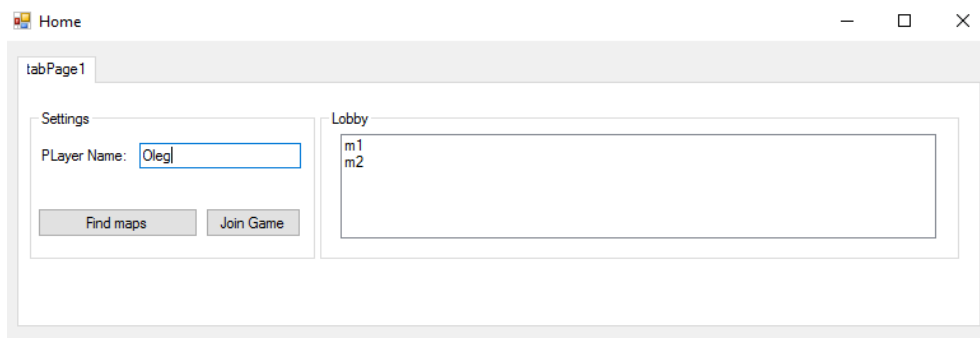 Home
tabPage1
Settings
PLayer Name: Oleg
Find maps
Join Game
Lobby
m1
m2